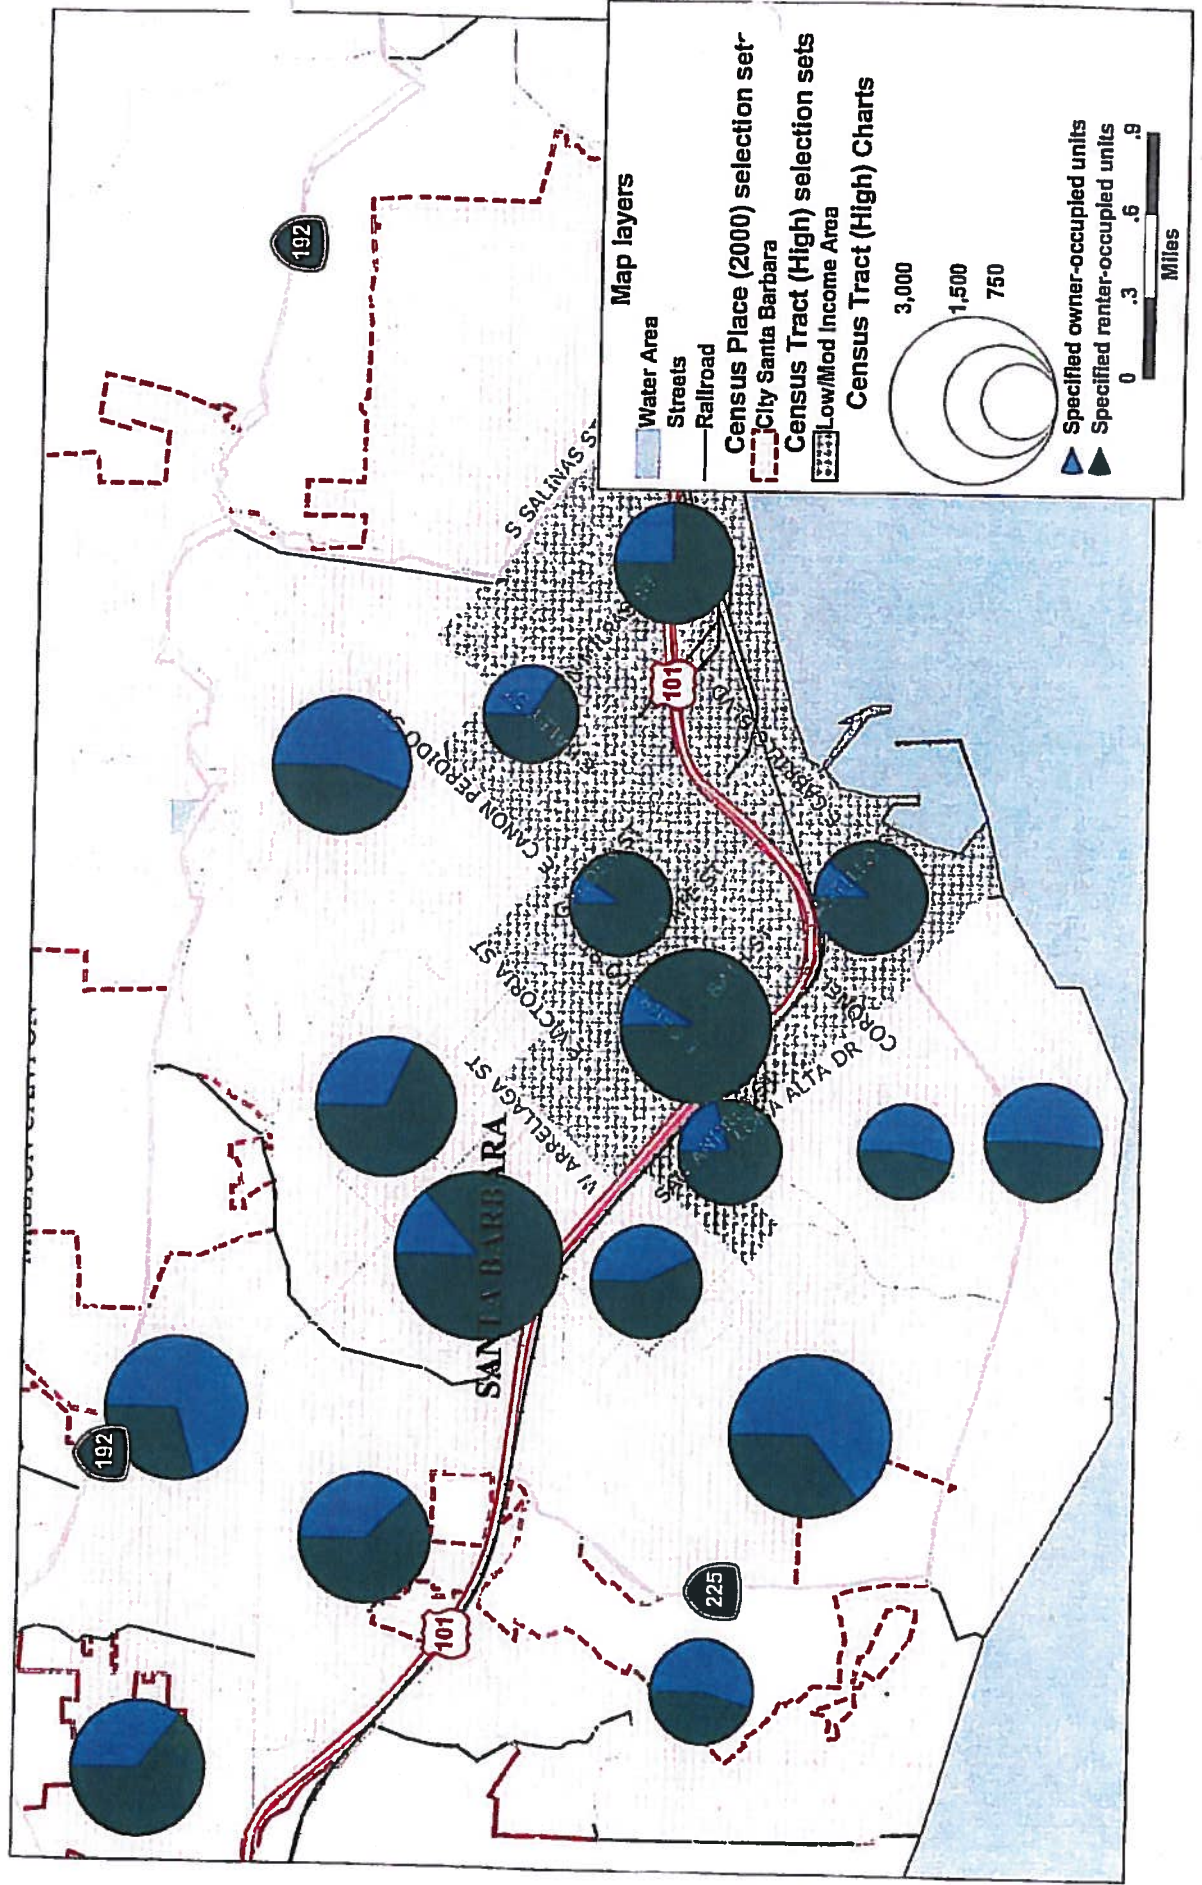 Map layers
Water Area
Streets
Railroad
Census Place (2000) selection set
City Santa Barbara
Census Tract (High) selection sets
Low/Mod Income Area
Census Tract (High) Charts
3,000
1,500
750
Specified owner-occupied units
Specified renter-occupied units
0 .3 .6 .9
Miles
192
192
101
101
225
SANTA BARBARA
S SALINAS ST
E CANON PERDIDO ST
E VICTORIA ST
W ARRELLAGA ST
LOMA ALTA DR
CORONEL